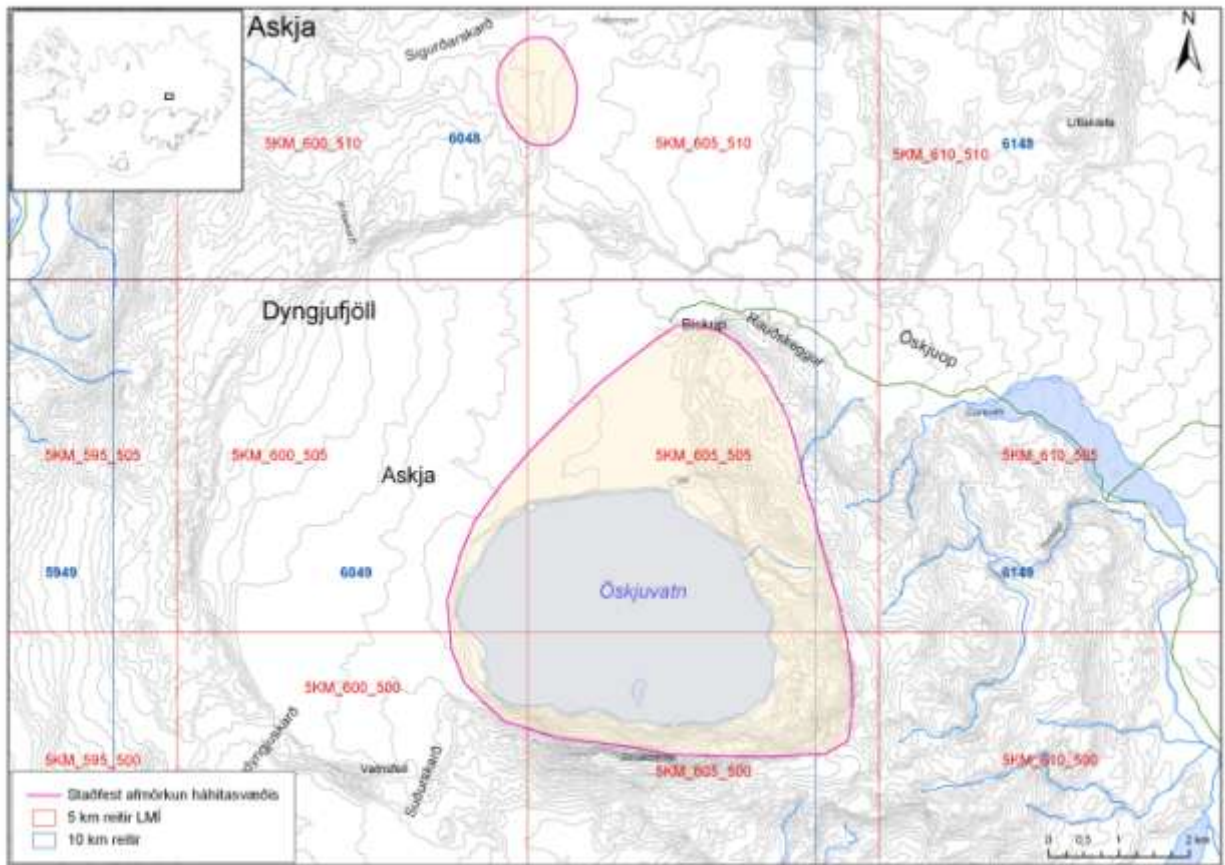 Askja
Sigurðarskarð
N
5KM_600_510
6048
5KM_605_510
5KM_610_510
6148
Dyngjufjöll
Biskup
Öskjuop
5KM_595_505
5KM_600_505
Askja
5KM_605_505
5KM_610_505
5949
6049
Öskjuvatn
6149
5KM_600_500
5KM_595_500
Dyngjuskarð
Vatnsfell
Suðurskarð
5KM_605_500
5KM_610_500
Staðfest afmörkun háhitasvæðis
5 km reitir LMÍ
10 km reitir
0 0,5 1 2 km